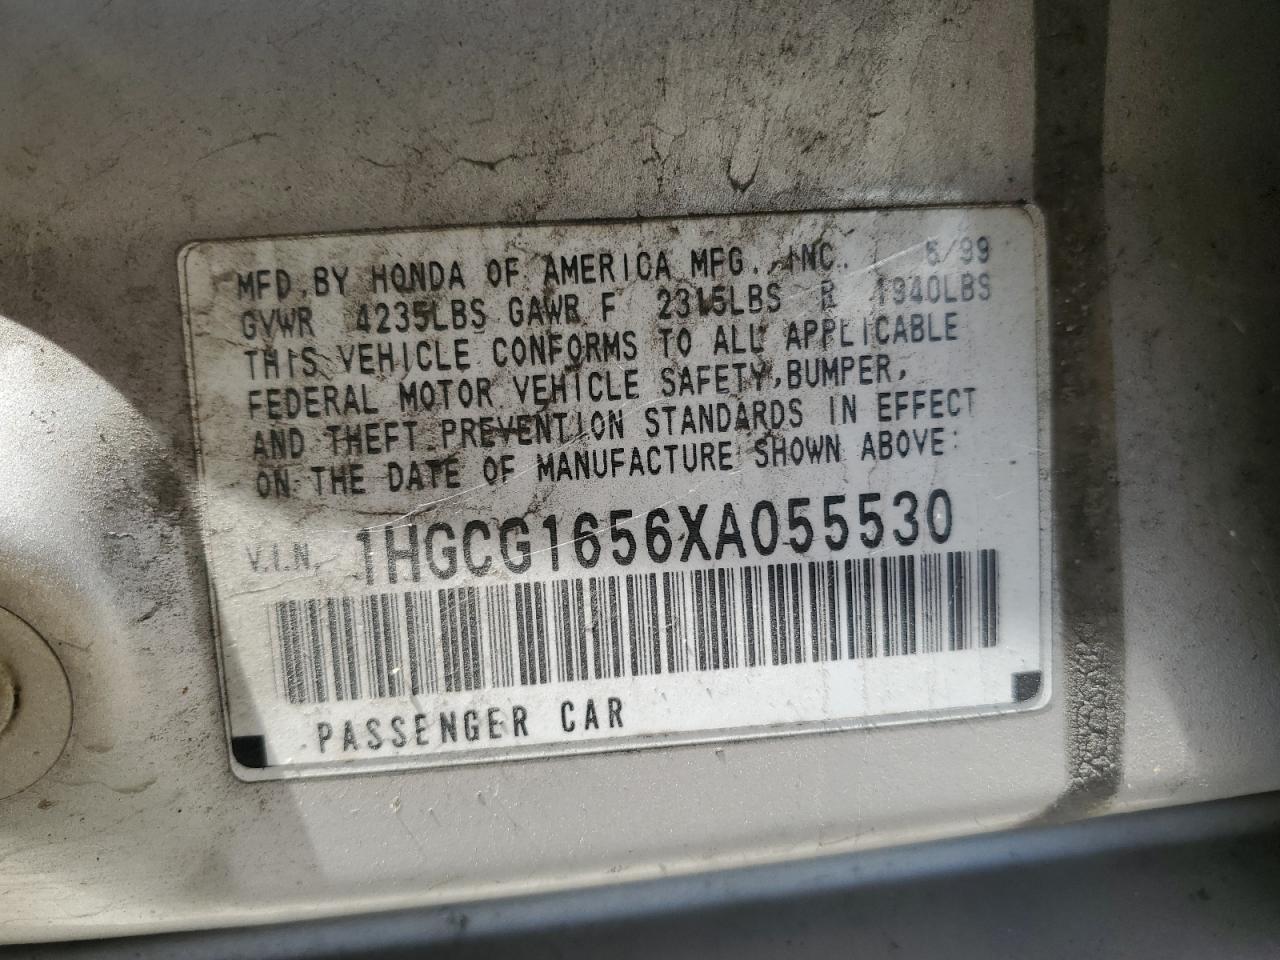 MFD. BY HONDA OF AMERICA MFG., INC. 6/99
GVWR 4235LBS GAWR F 2315LBS R 1940LBS
THIS VEHICLE CONFORMS TO ALL APPLICABLE
FEDERAL MOTOR VEHICLE SAFETY, BUMPER,
AND THEFT PREVENTION STANDARDS IN EFFECT
ON THE DATE OF MANUFACTURE SHOWN ABOVE:
V.I.N. 1HGCG1656XA055530
PASSENGER CAR